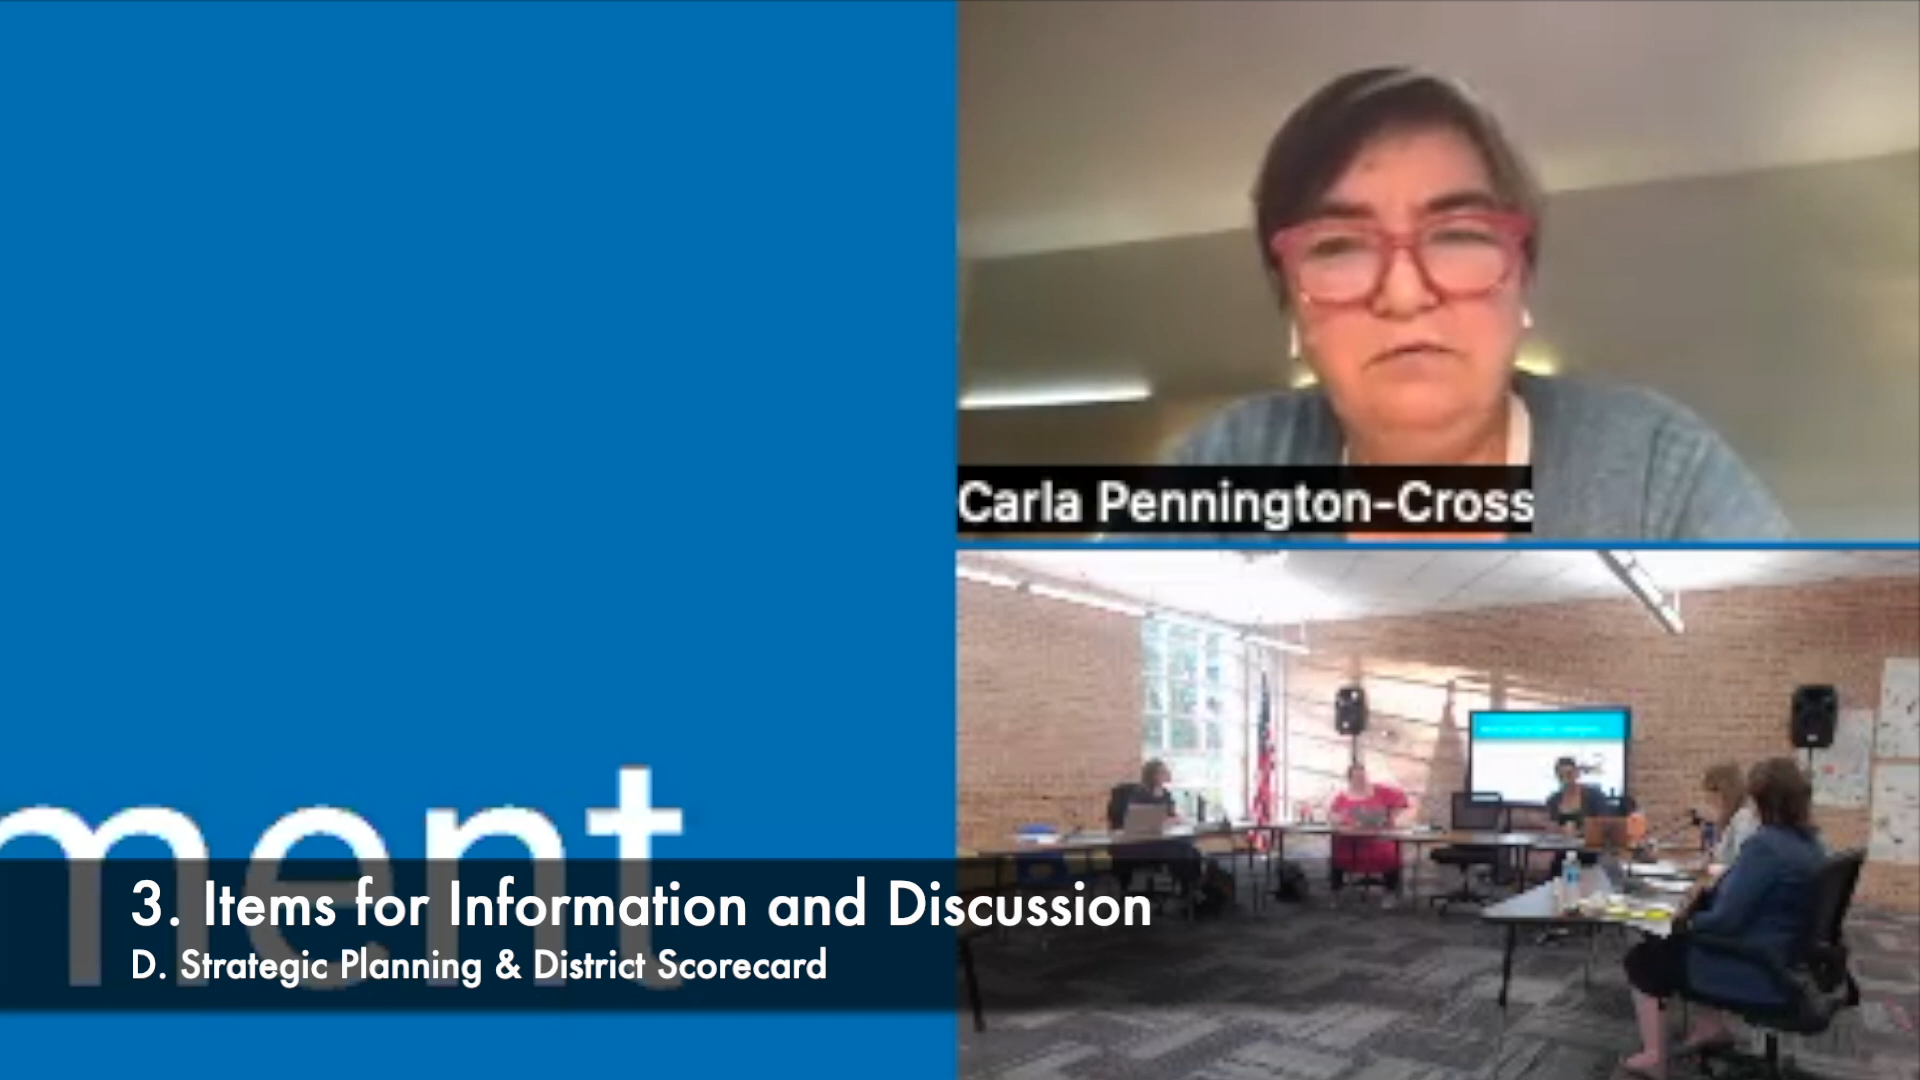 Carla Pennington-Cross
ment
3. Items for Information and Discussion
D. Strategic Planning & District Scorecard